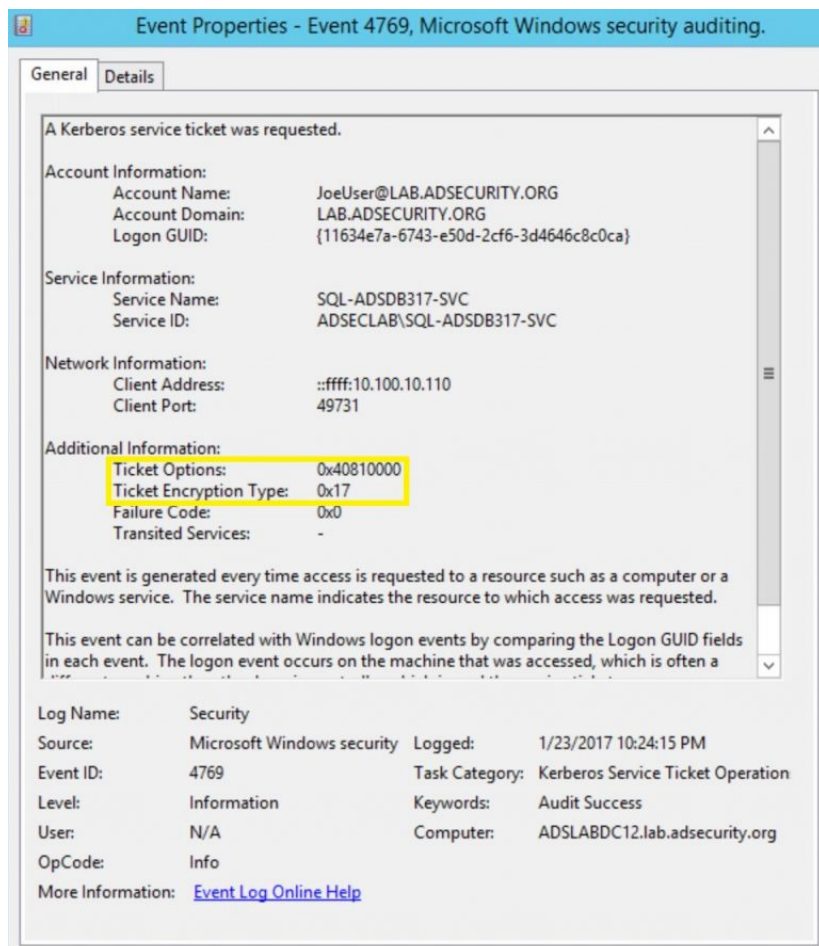 Event Properties - Event 4769, Microsoft Windows security auditing.
General Details
A Kerberos service ticket was requested.
Account Information:
Account Name: JoeUser@LAB.ADSECURITY.ORG
Account Domain: LAB.ADSECURITY.ORG
Logon GUID: {11634e7a-6743-e50d-2cf6-3d4646c8c0ca}
Service Information:
Service Name: SQL-ADSDB317-SVC
Service ID: ADSECLAB\SQL-ADSDB317-SVC
Network Information:
Client Address: ::ffff:10.100.10.110
Client Port: 49731
Additional Information:
Ticket Options: 0x40810000
Ticket Encryption Type: 0x17
Failure Code: 0x0
Transited Services: -
This event is generated every time access is requested to a resource such as a computer or a
Windows service. The service name indicates the resource to which access was requested.
This event can be correlated with Windows logon events by comparing the Logon GUID fields
in each event. The logon event occurs on the machine that was accessed, which is often a
Log Name: Security
Source: Microsoft Windows security Logged: 1/23/2017 10:24:15 PM
Event ID: 4769 Task Category: Kerberos Service Ticket Operation
Level: Information Keywords: Audit Success
User: N/A Computer: ADSLABDC12.lab.adsecurity.org
OpCode: Info
More Information: Event Log Online Help